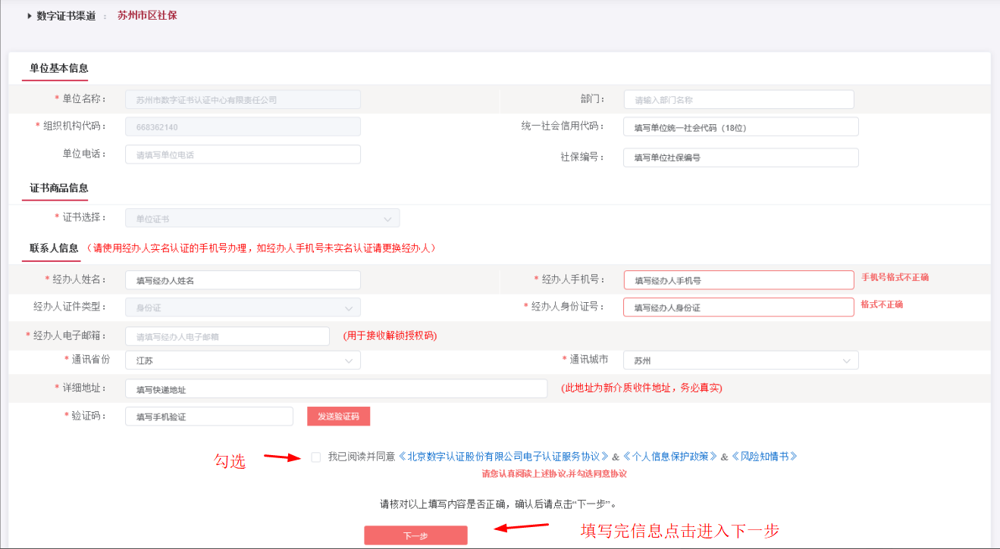 数字证书渠道 : 苏州市区社保
单位基本信息
* 单位名称: 苏州市数字证书认证中心有限责任公司 部门: 请输入部门名称
* 组织机构代码: 668362140 统一社会信用代码: 填写单位统一社会代码（18位）
单位电话: 请填写单位电话 社保编号: 填写单位社保编号
证书商品信息
* 证书选择: 单位证书
联系人信息 （请使用经办人实名认证的手机号办理，如经办人手机号未实名认证请更换经办人）
* 经办人姓名: 填写经办人姓名 * 经办人手机号: 填写经办人手机号 手机号格式不正确
经办人证件类型: 身份证 * 经办人身份证号: 填写经办人身份证 格式不正确
* 经办人电子邮箱: 请填写经办人电子邮箱 (用于接收解锁授权码)
* 通讯省份 江苏 * 通讯城市 苏州
* 详细地址: 填写快递地址 (此地址为新介质收件地址，务必真实)
* 验证码: 填写手机验证 发送验证码
勾选 我已阅读并同意《北京数字认证股份有限公司电子认证服务协议》&《个人信息保护政策》&《风险知情书》
请您认真阅读上述协议,并勾选同意协议
请核对以上填写内容是否正确，确认后请点击“下一步”。
下一步 填写完信息点击进入下一步